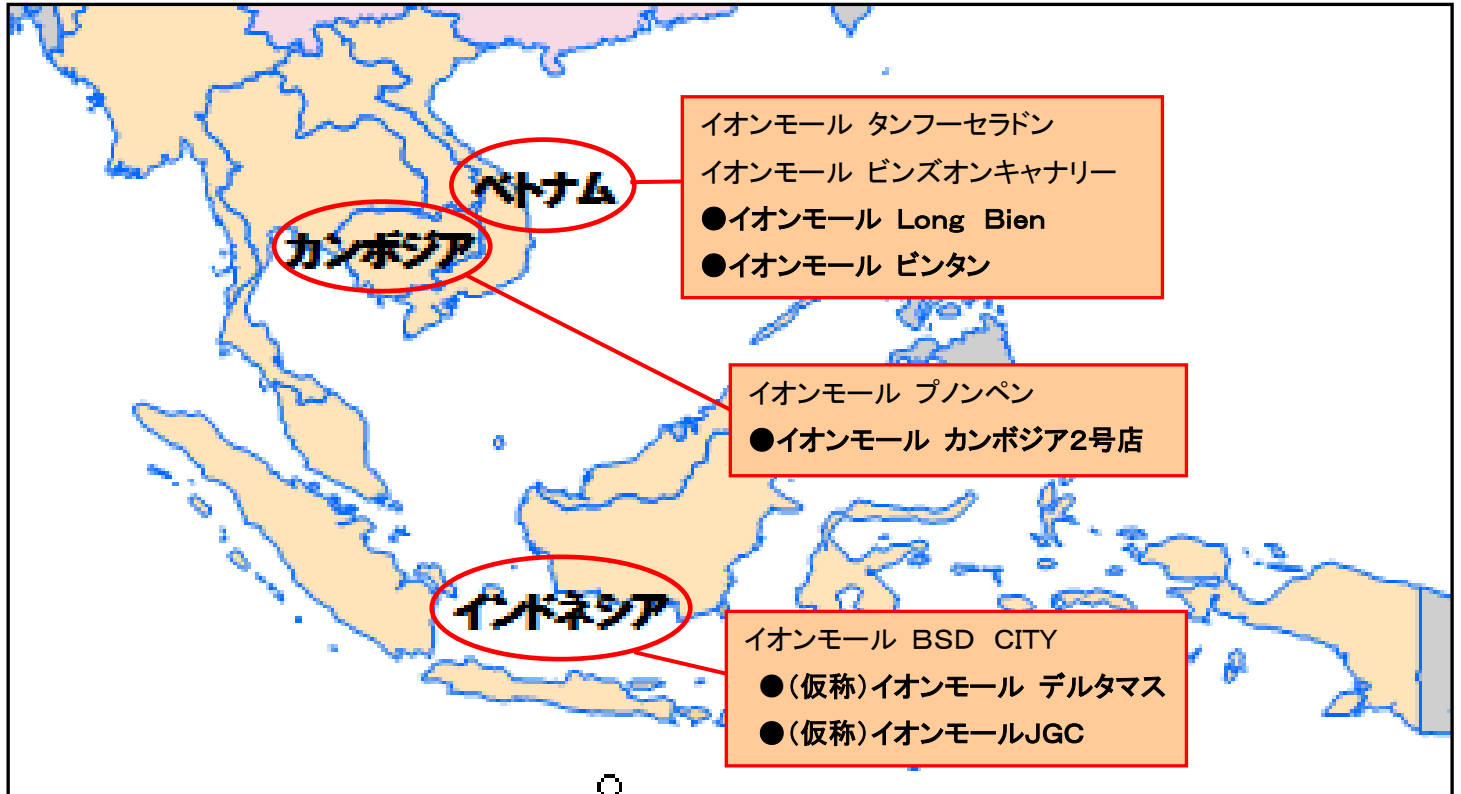 イオンモール タンフーセラドン
イオンモール ビンズオンキャナリー
●イオンモール Long Bien
●イオンモール ビンタン
ベトナム
カンボジア
イオンモール プノンペン
●イオンモール カンボジア2号店
インドネシア
イオンモール BSD CITY
●(仮称)イオンモール デルタマス
●(仮称)イオンモールJGC